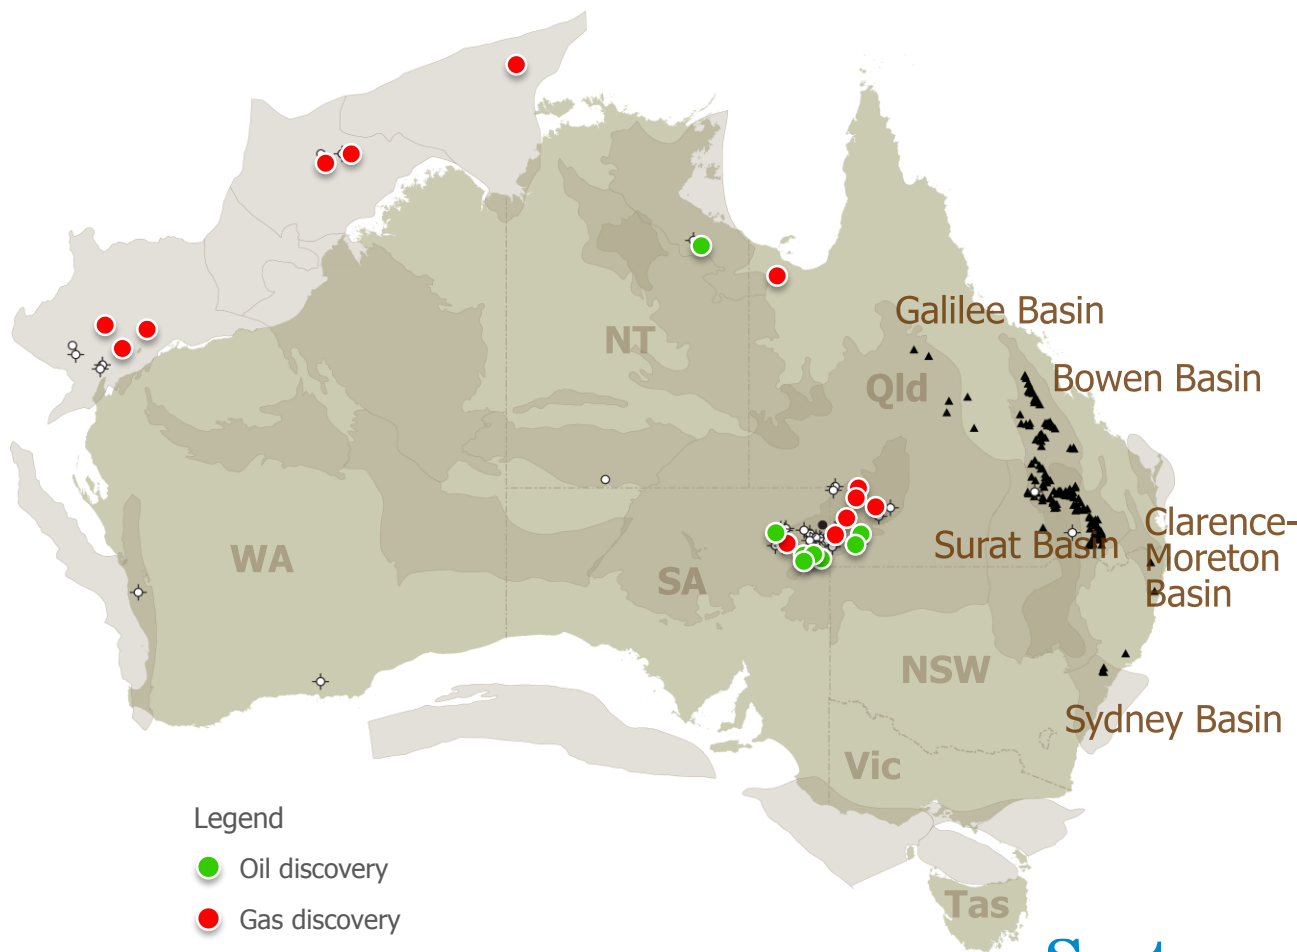 Galilee Basin
NT
Qld
Bowen Basin
Clarence-
Moreton
Basin
Surat Basin
WA
SA
NSW
Sydney Basin
Vic
Legend
Oil discovery
Gas discovery
Tas